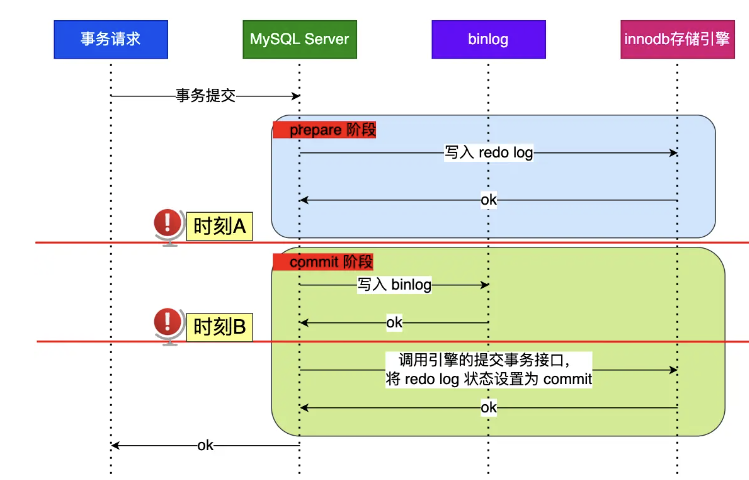 事务请求
MySQL Server
binlog
innodb存储引擎
事务提交
prepare 阶段
写入 redo log
ok
时刻A
commit 阶段
写入 binlog
ok
时刻B
调用引擎的提交事务接口，
将 redo log 状态设置为 commit
ok
ok